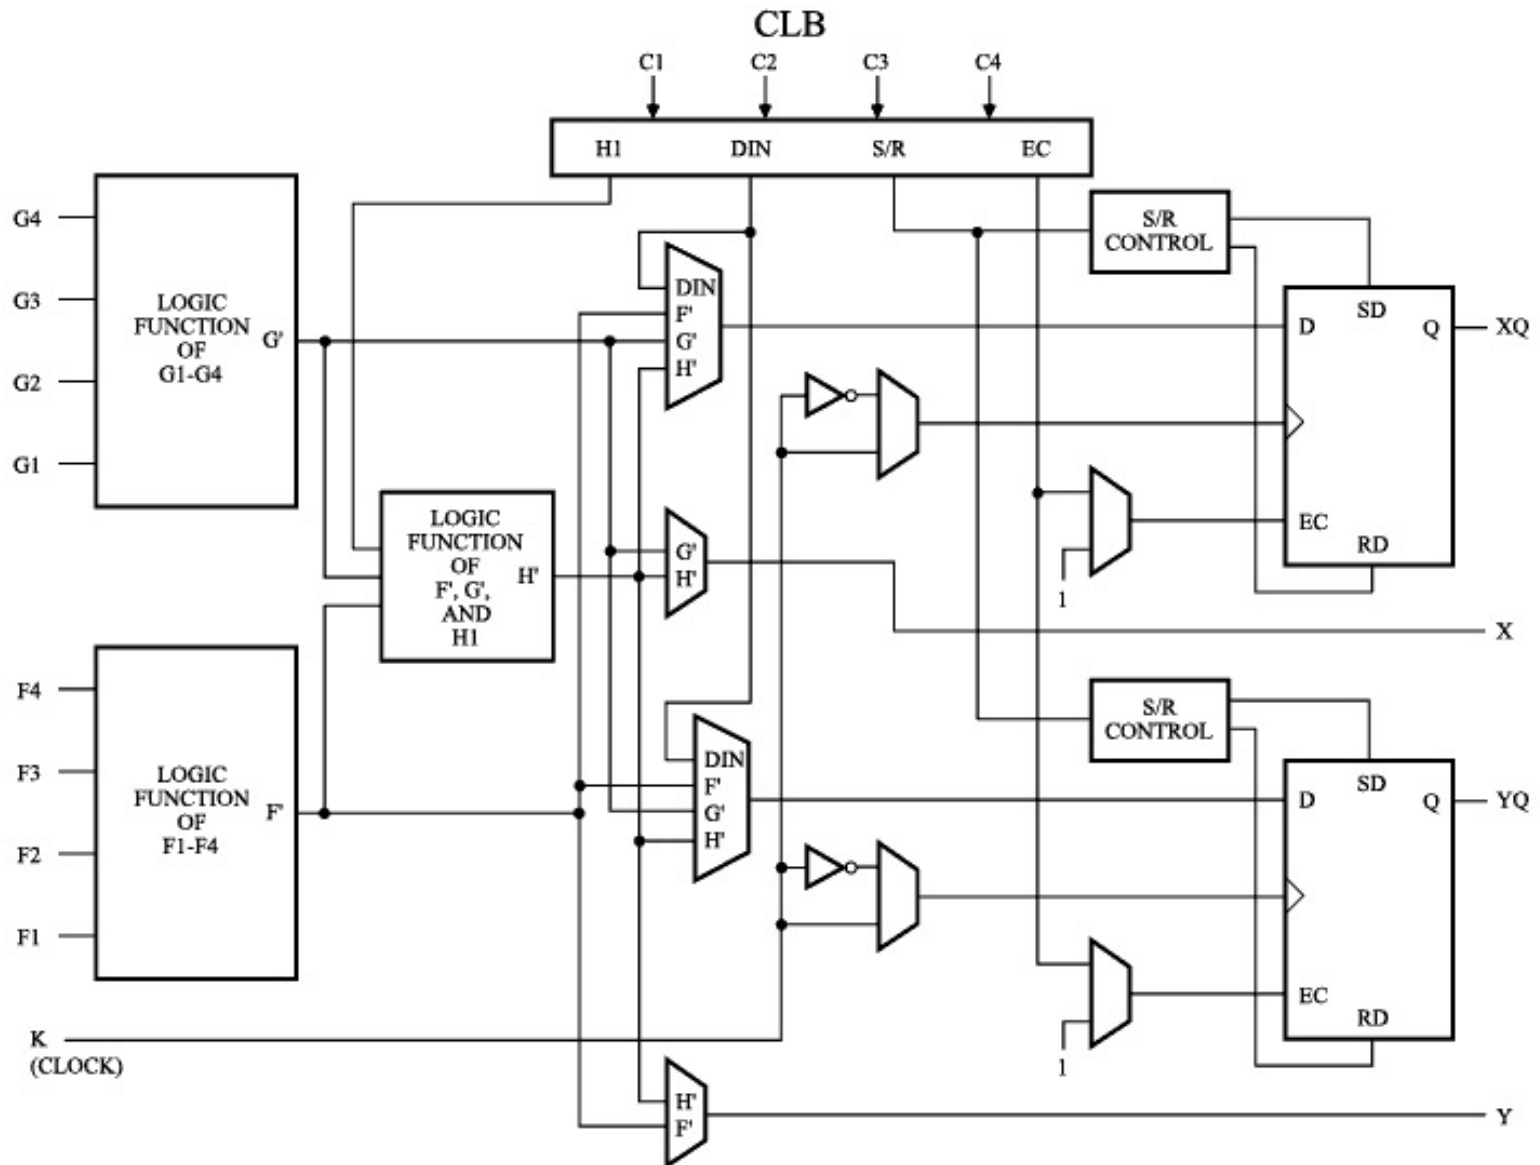 CLB
C1 C2 C3 C4
H1 DIN S/R EC
G4
G3
G2
G1
LOGIC
FUNCTION
OF
G1-G4
G'
S/R
CONTROL
DIN
F'
G'
H'
SD
D
Q
XQ
EC
RD
1
LOGIC
FUNCTION
OF
F', G',
AND
H1
H'
G'
H'
X
F4
F3
F2
F1
LOGIC
FUNCTION
OF
F1-F4
F'
S/R
CONTROL
DIN
F'
G'
H'
SD
D
Q
YQ
EC
RD
1
K
(CLOCK)
H'
F'
Y